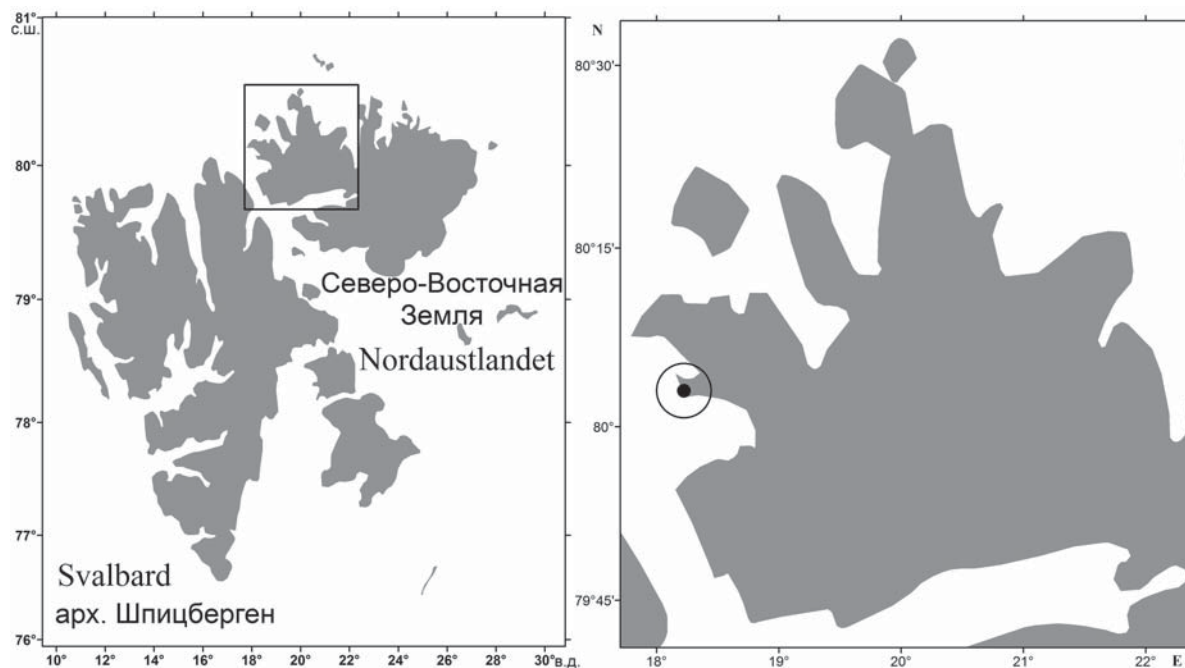 81°
с.ш.
80°
79°
78°
77°
76°
Северо-Восточная
Земля
Nordaustlandet
Svalbard
арх. Шпицберген
10° 12° 14° 16° 18° 20° 22° 24° 26° 28° 30°в.д.
N
80°30'
80°15'
80°
79°45'
18° 19° 20° 21° 22° E